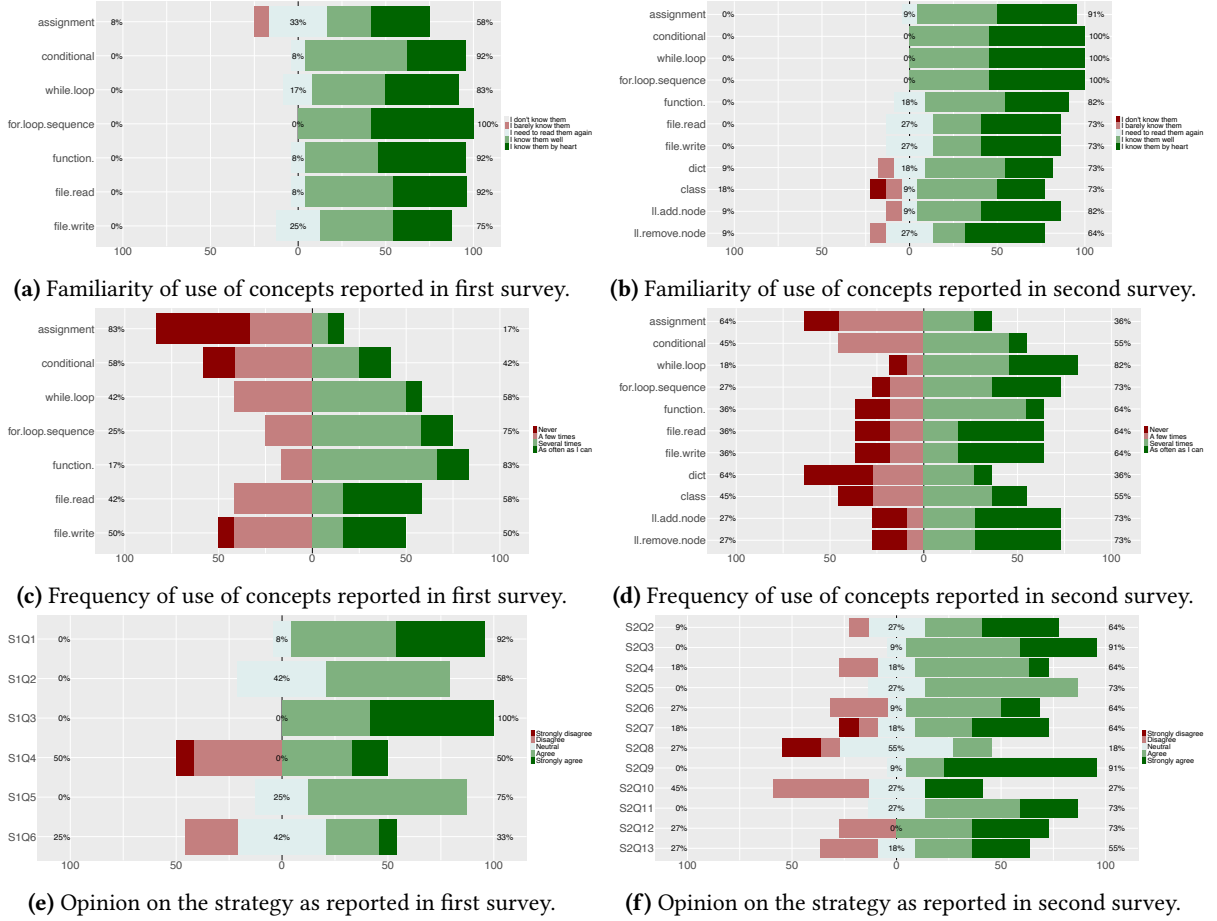 assignment 8% 33% 58%
conditional 0% 8% 92%
while.loop 0% 17% 83%
for.loop.sequence 0% 0% 100%
function. 0% 8% 92%
file.read 0% 8% 92%
file.write 0% 25% 75%
100 50 0 50 100
I don't know them
I barely know them
I need to read them again
I know them well
I know them by heart
(a) Familiarity of use of concepts reported in first survey.
assignment 0% 9% 91%
conditional 0% 0% 100%
while.loop 0% 0% 100%
for.loop.sequence 0% 0% 100%
function. 0% 18% 82%
file.read 0% 27% 73%
file.write 0% 27% 73%
dict 9% 18% 73%
class 18% 9% 73%
ll.add.node 9% 9% 82%
ll.remove.node 9% 27% 64%
100 50 0 50 100
I don't know them
I barely know them
I need to read them again
I know them well
I know them by heart
(b) Familiarity of use of concepts reported in second survey.
assignment 83% 17%
conditional 58% 42%
while.loop 42% 58%
for.loop.sequence 25% 75%
function. 17% 83%
file.read 42% 58%
file.write 50% 50%
100 50 0 50 100
Never
A few times
Several times
As often as I can
(c) Frequency of use of concepts reported in first survey.
assignment 64% 36%
conditional 45% 55%
while.loop 18% 82%
for.loop.sequence 27% 73%
function. 36% 64%
file.read 36% 64%
file.write 36% 64%
dict 64% 36%
class 45% 55%
ll.add.node 27% 73%
ll.remove.node 27% 73%
100 50 0 50 100
Never
A few times
Several times
As often as I can
(d) Frequency of use of concepts reported in second survey.
S1Q1 0% 8% 92%
S1Q2 0% 42% 58%
S1Q3 0% 0% 100%
S1Q4 50% 0% 50%
S1Q5 0% 25% 75%
S1Q6 25% 42% 33%
100 50 0 50 100
Strongly disagree
Disagree
Neutral
Agree
Strongly agree
(e) Opinion on the strategy as reported in first survey.
S2Q2 9% 27% 64%
S2Q3 0% 9% 91%
S2Q4 18% 18% 64%
S2Q5 0% 27% 73%
S2Q6 27% 9% 64%
S2Q7 18% 18% 64%
S2Q8 27% 55% 18%
S2Q9 0% 9% 91%
S2Q10 45% 27% 27%
S2Q11 0% 27% 73%
S2Q12 27% 0% 73%
S2Q13 27% 18% 55%
100 50 0 50 100
Strongly disagree
Disagree
Neutral
Agree
Strongly agree
(f) Opinion on the strategy as reported in second survey.